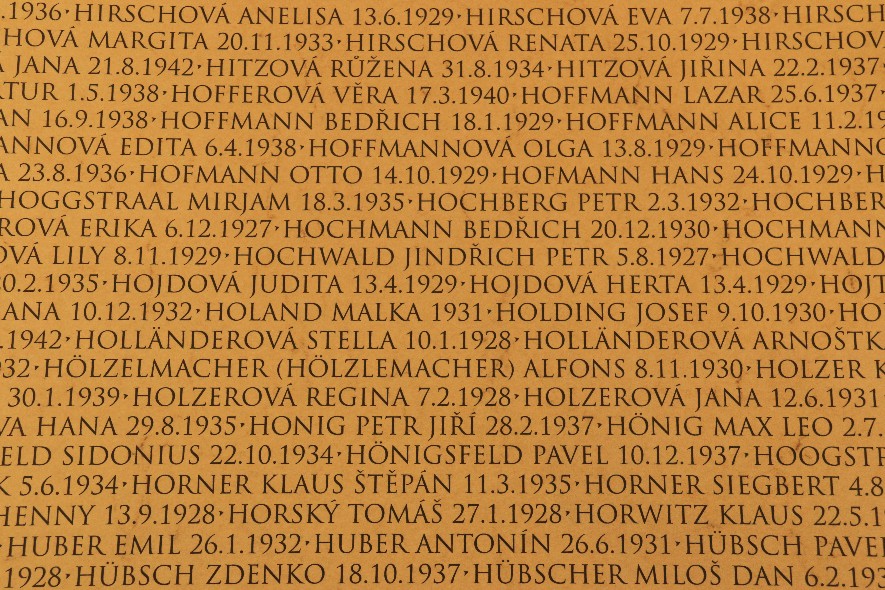 .1936·HIRSCHOVÁ ANELISA 13.6.1929·HIRSCHOVÁ EVA 7.7.1938·HIRSCH
HOVÁ MARGITA 20.11.1933·HIRSCHOVÁ RENATA 25.10.1929·HIRSCHOV
JANA 21.8.1942·HITZOVÁ RŮŽENA 31.8.1934·HITZOVÁ JIŘINA 22.2.1937·
RTUR 1.5.1938·HOFFEROVÁ VĚRA 17.3.1940·HOFFMANN LAZAR 25.6.1937·
AN 16.9.1938·HOFFMANN BEDŘICH 18.1.1929·HOFFMANN ALICE 11.2.19
ANNOVÁ EDITA 6.4.1938·HOFFMANNOVÁ OLGA 13.8.1929·HOFFMANNO
A 23.8.1936·HOFMANN OTTO 14.10.1929·HOFMANN HANS 24.10.1929·H
HOGGSTRAAL MIRJAM 18.3.1935·HOCHBERG PETR 2.3.1932·HOCHBER
ROVÁ ERIKA 6.12.1927·HOCHMANN BEDŘICH 20.12.1930·HOCHMANN
OVÁ LILY 8.11.1929·HOCHWALD JINDŘICH PETR 5.8.1927·HOCHWALD
20.2.1935·HOJDOVÁ JUDITA 13.4.1929·HOJDOVÁ HERTA 13.4.1929·HOJT
HANA 10.12.1932·HOLAND MALKA 1931·HOLDING JOSEF 9.10.1930·HO
.1942·HOLLÄNDEROVÁ STELLA 10.1.1928·HOLLÄNDEROVÁ ARNOŠTK
932·HÖLZELMACHER (HÖLZLEMACHER) ALFONS 8.11.1930·HOLZER K
30.1.1939·HOLZEROVÁ REGINA 7.2.1928·HOLZEROVÁ JANA 12.6.1931
VA HANA 29.8.1935·HONIG PETR JIŘÍ 28.2.1937·HÖNIG MAX LEO 2.7.
ELD SIDONIUS 22.10.1934·HÖNIGSFELD PAVEL 10.12.1937·HOOGSTR
K 5.6.1934·HORNER KLAUS ŠTĚPÁN 11.3.1935·HORNER SIEGBERT 4.8
HENNY 13.9.1928·HORSKÝ TOMÁŠ 27.1.1928·HORWITZ KLAUS 22.5.1
·HUBER EMIL 26.1.1932·HUBER ANTONÍN 26.6.1931·HÜBSCH PAVEL
.1928·HÜBSCH ZDENKO 18.10.1937·HÜBSCHER MILOŠ DAN 6.2.193